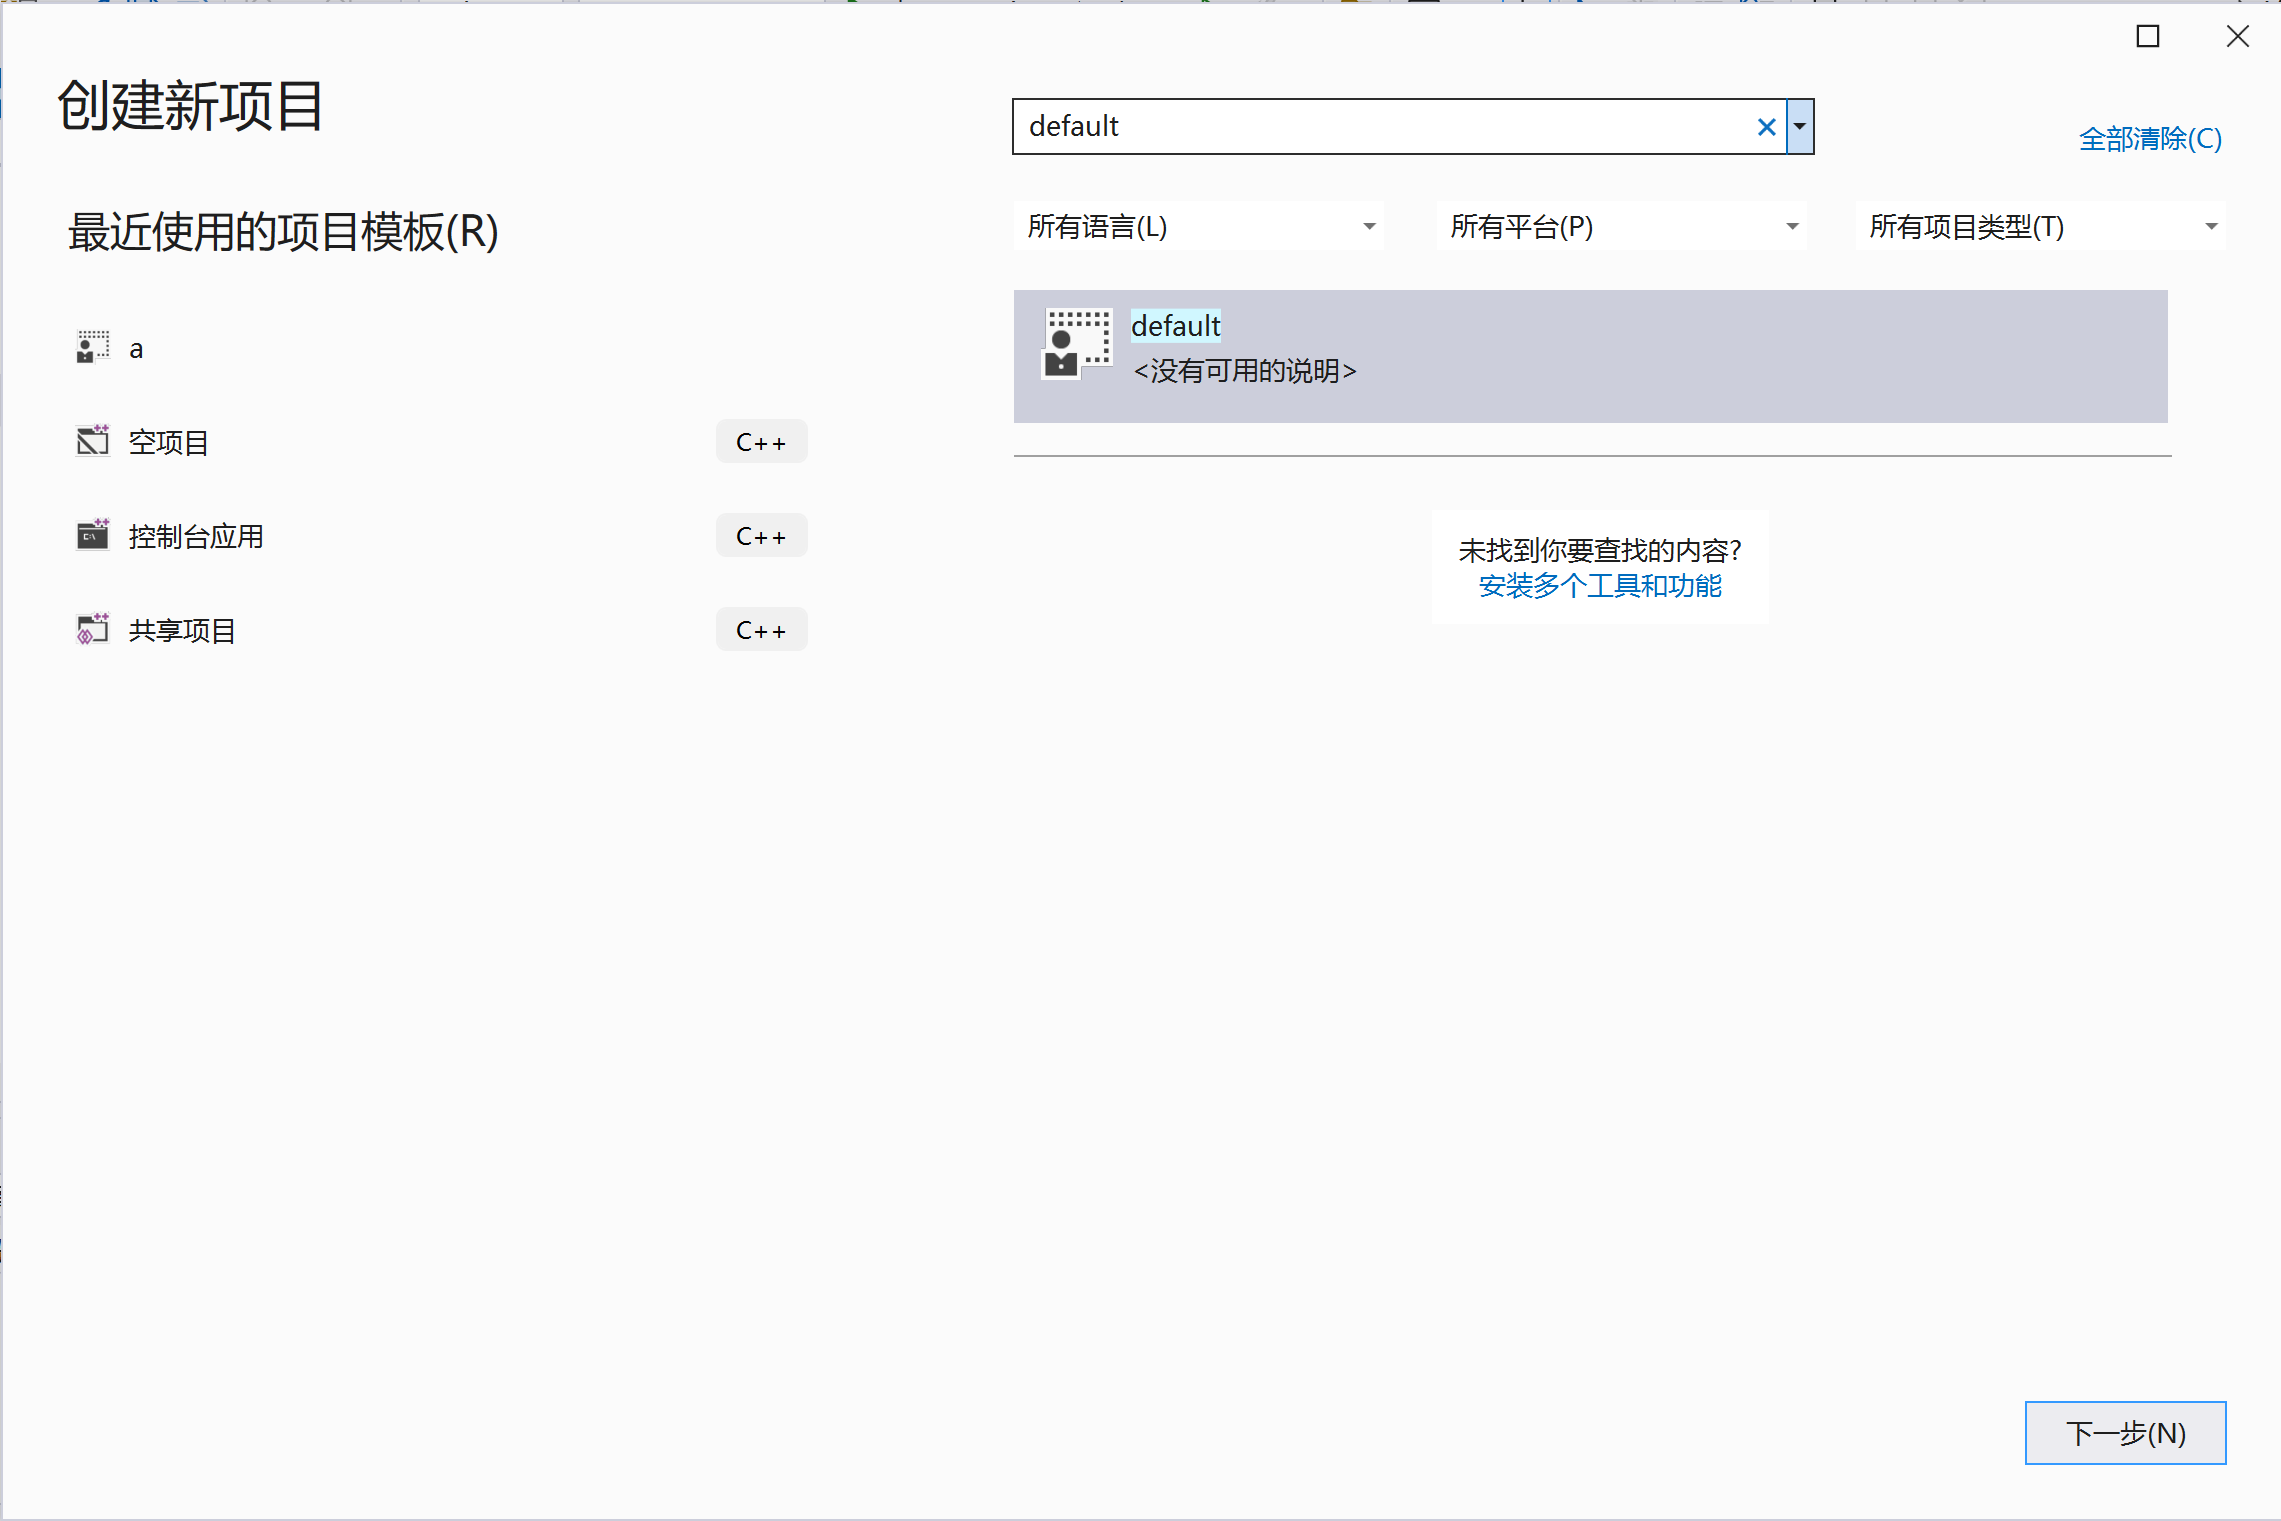 创建新项目
default
全部清除(C)
最近使用的项目模板(R)
所有语言(L)
所有平台(P)
所有项目类型(T)
a
空项目
C++
控制台应用
C++
共享项目
C++
default
<没有可用的说明>
未找到你要查找的内容?
安装多个工具和功能
下一步(N)